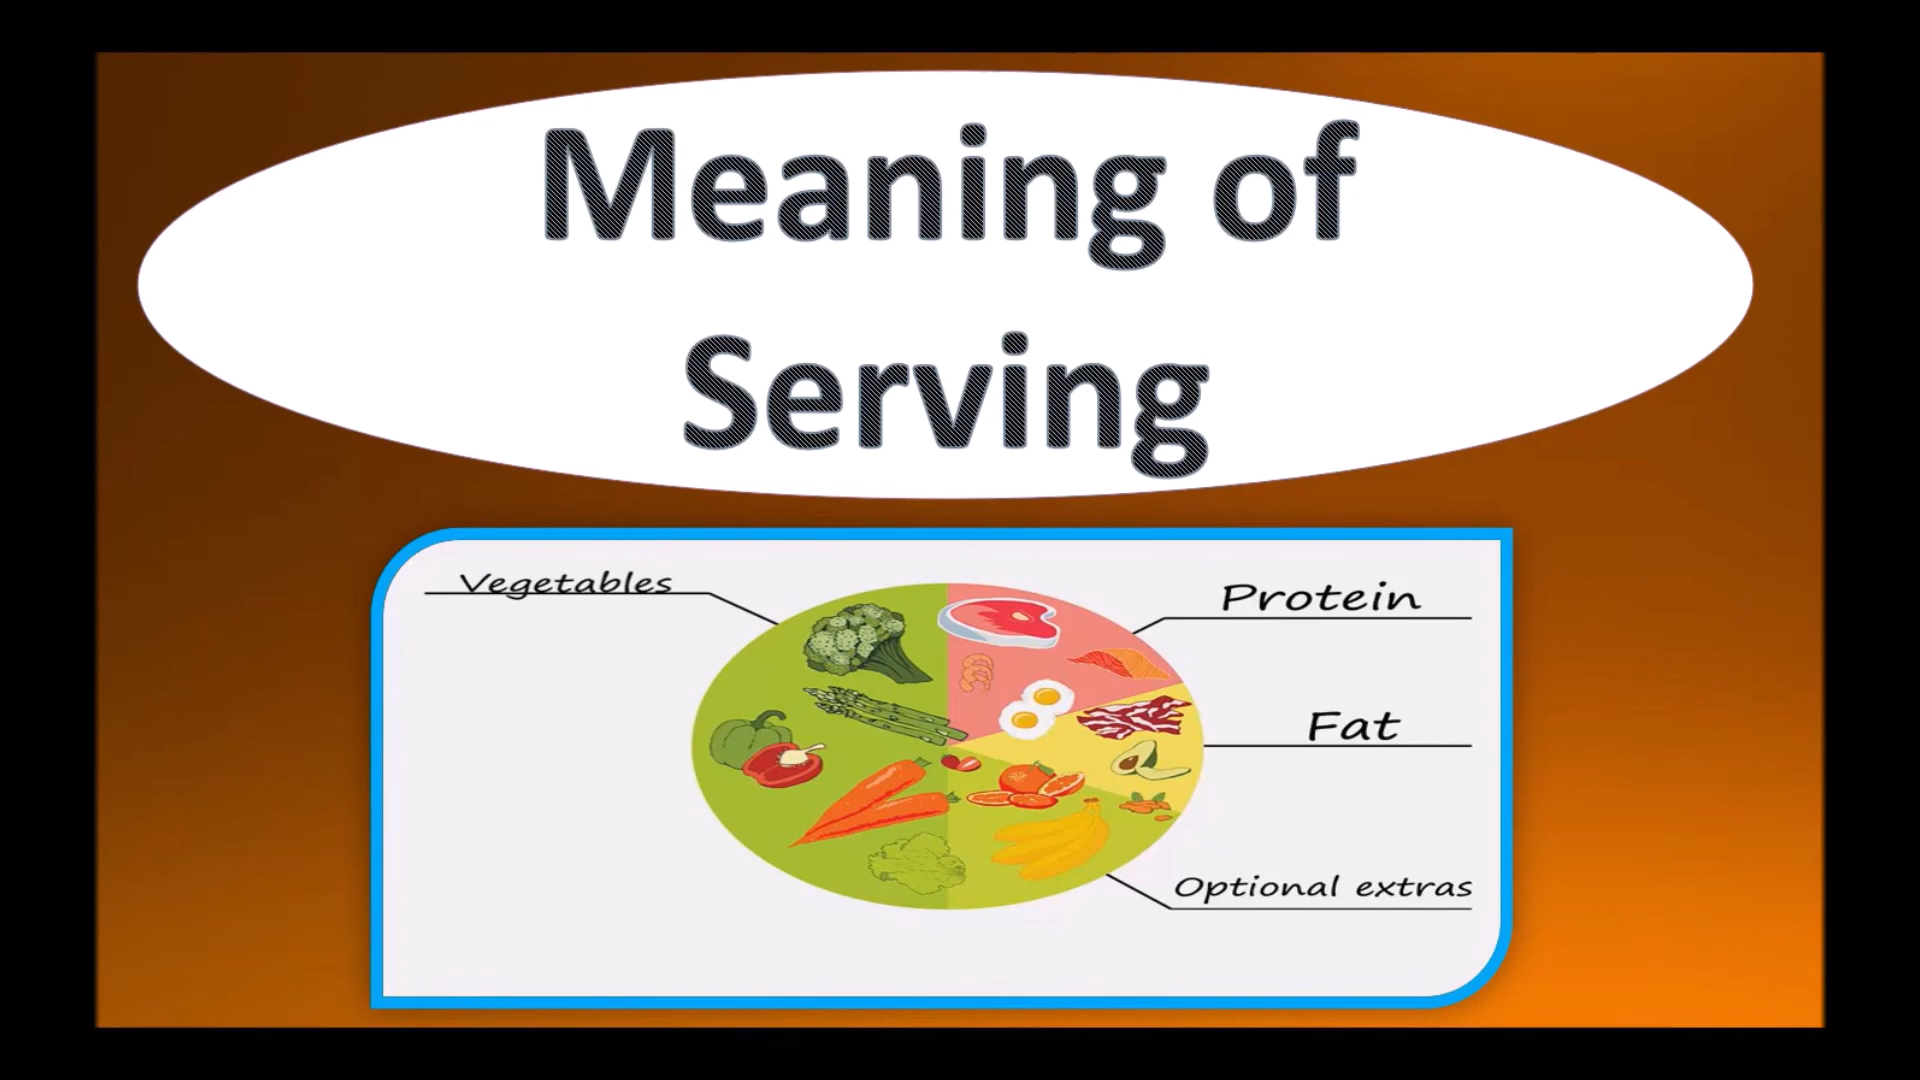 Meaning of
Serving
Vegetables
Protein
Fat
Optional extras